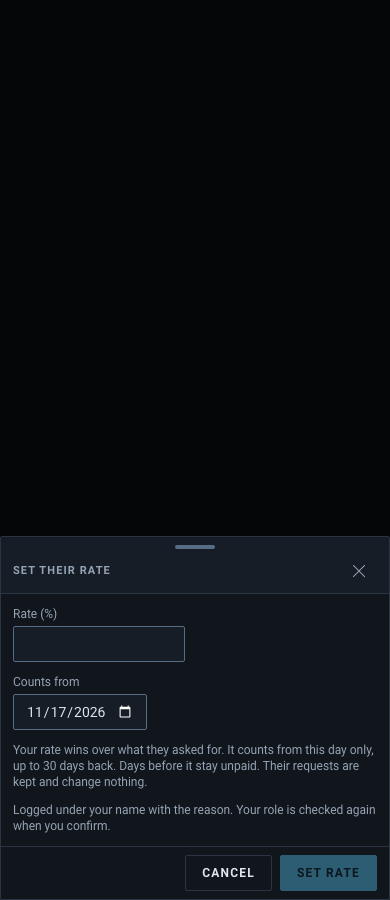 SET THEIR RATE
Rate (%)
Counts from
11/17/2026
Your rate wins over what they asked for. It counts from this day only,
up to 30 days back. Days before it stay unpaid. Their requests are
kept and change nothing.
Logged under your name with the reason. Your role is checked again
when you confirm.
CANCEL
SET RATE